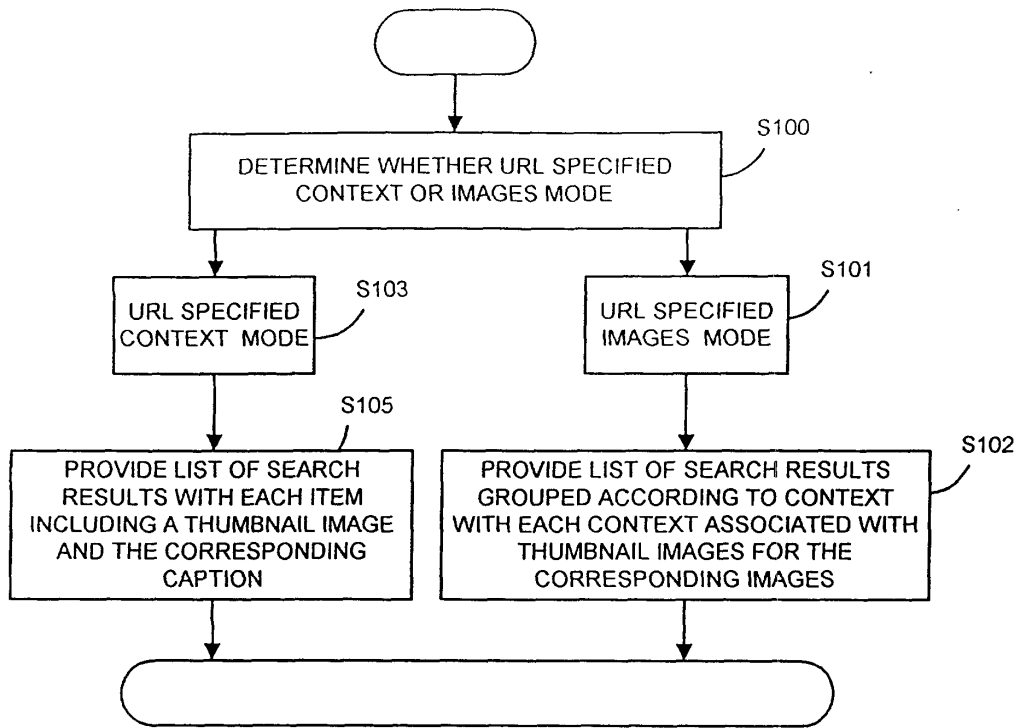 S100
DETERMINE WHETHER URL SPECIFIED
CONTEXT OR IMAGES MODE
S103
URL SPECIFIED
CONTEXT MODE
S101
URL SPECIFIED
IMAGES MODE
S105
PROVIDE LIST OF SEARCH
RESULTS WITH EACH ITEM
INCLUDING A THUMBNAIL IMAGE
AND THE CORRESPONDING
CAPTION
S102
PROVIDE LIST OF SEARCH RESULTS
GROUPED ACCORDING TO CONTEXT
WITH EACH CONTEXT ASSOCIATED WITH
THUMBNAIL IMAGES FOR THE
CORRESPONDING IMAGES